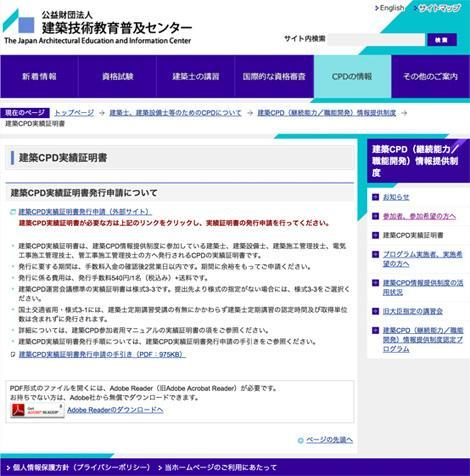 English サイトマップ
公益財団法人
建築技術教育普及センター
The Japan Architectural Education and Information Center
サイト内検索 検索
新着情報 資格試験 建築士の講習 国際的な資格審査 CPDの情報 その他のご案内
現在のページ トップページ → 建築士、建築設備士等のためのCPDについて → 建築CPD（継続能力／職能開発）情報提供制度 →
建築CPD実績証明書
建築CPD実績証明書
建築CPD実績証明書発行申請について
建築CPD実績証明書発行申請（外部サイト）
建築CPD実績証明書が必要な方は上記のリンクをクリックし、実績証明書の発行申請を行ってください。
建築CPD実績証明書は、建築CPD情報提供制度に参加している建築士、建築設備士、建築施工管理技士、電気
工事施工管理技士、管工事施工管理技士の方へ発行されるCPDの実績証明書です。
発行に要する期間は、手数料入金の確認後2営業日以内です。期間に余裕をもってご申請ください。
発行に係る費用は、発行手数料540円/1名（税込み）+送料です。
建築CPD運営会議標準の実績証明書は様式3-3です。提出先より様式の指定がない場合には、様式3-3をご選択く
ださい。
国土交通省用・様式3-1には、建築士定期講習受講の有無にかかわらず建築士定期講習の認定時間及び取得単位
数は含まれずに発行されます。
詳細については、建築CPD参加者用マニュアルの実績証明書の項をご参照ください。
建築CPD実績証明書発行手順については、建築CPD実績証明書発行申請の手引きをご参照ください。
建築CPD実績証明書発行申請の手引き（PDF：975KB）
PDF形式のファイルを開くには、Adobe Reader（旧Adobe Acrobat Reader）が必要です。
お持ちでない方は、Adobe社から無償でダウンロードできます。
Get ADOBE READER Adobe Readerのダウンロードへ
ページの先頭へ
建築CPD（継続能力／
職能開発）情報提供制
度
お知らせ
参加者、参加希望の方へ
建築CPD実績証明書
プログラム実施者、実施希
望の方へ
建築CPD情報提供制度の活
用状況
旧大臣指定の講習会
建築CPD（継続能力／職能
開発）情報提供制度認定プ
ログラム
個人情報保護方針（プライバシーポリシー） 当ホームページのご利用にあたって